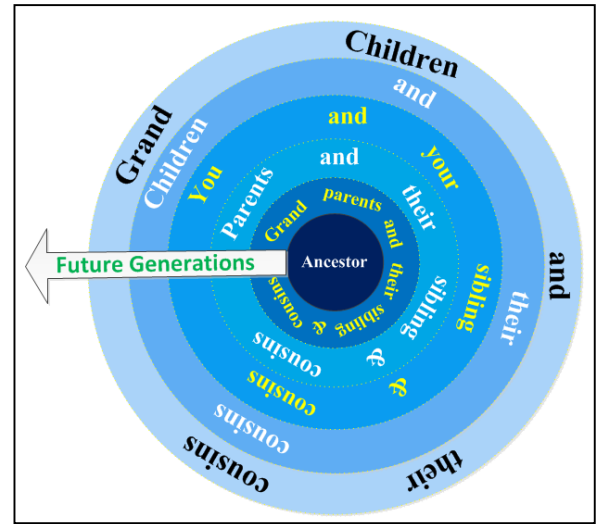 Grand Children and their cousins
Children and their cousins
You and your sibling & cousins
Parents and their sibling & cousins
Grand parents and their sibling & cousins
Ancestor
Future Generations